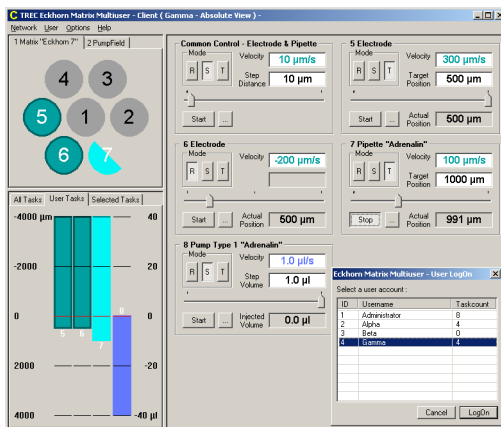 TREC Eckhorn Matrix Multiuser - Client ( Gamma - Absolute View ) -
Network User Options Help
1 Matrix "Eckhorn 7" 2 PumpField
4 3
5 1 2
6 7
All Tasks User Tasks Selected Tasks
-4000 µm 40
-2000 20
0 0 8
5 6 7
2000 -20
4000 -40 µl
Common Control - Electrode & Pipette
Mode
R S T
Velocity 10 µm/s
Step Distance 10 µm
Start ...
5 Electrode
Mode
R S T
Velocity 300 µm/s
Target Position 500 µm
Start ... Actual Position 500 µm
6 Electrode
Mode
R S T
Velocity -200 µm/s
Start ... Actual Position 500 µm
7 Pipette "Adrenalin"
Mode
R S T
Velocity 100 µm/s
Target Position 1000 µm
Stop ... Actual Position 991 µm
8 Pump Type 1 "Adrenalin"
Mode
R S T
Velocity 1.0 µl/s
Step Volume 1.0 µl
Start ... Injected Volume 0.0 µl
Eckhorn Matrix Multiuser - User LogOn
Select a user account :
ID Username Taskcount
1 Administrator 8
2 Alpha 4
3 Beta 0
4 Gamma 4
Cancel LogOn